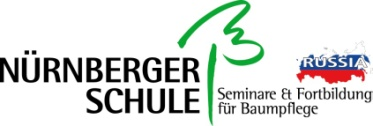 NÜRNBERGER
SCHULE
Seminare & Fortbildung
für Baumpflege
RUSSIA